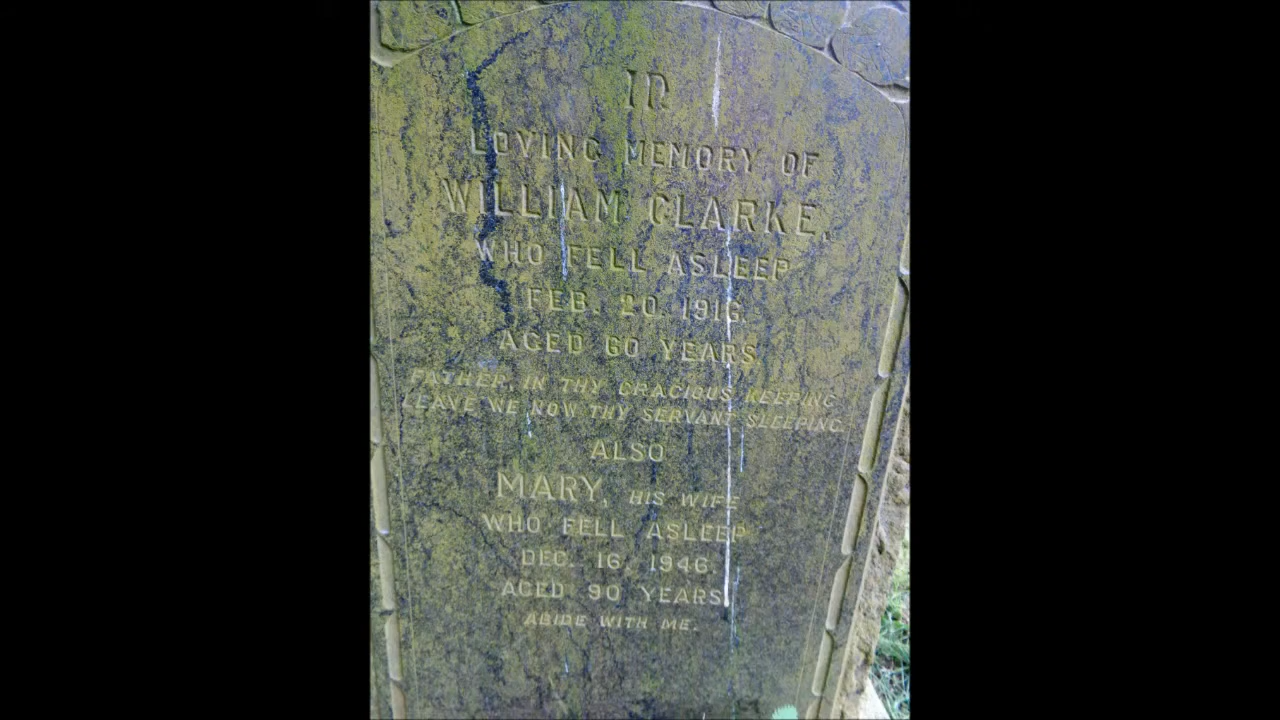 In
LOVING MEMORY OF
WILLIAM CLARKE,
WHO FELL ASLEEP
FEB. 20. 1916.
AGED 60 YEARS
FATHER, IN THY GRACIOUS KEEPING
LEAVE WE NOW THY SERVANT SLEEPING.
ALSO
MARY, HIS WIFE
WHO FELL ASLEEP
DEC. 16, 1946.
AGED 90 YEARS.
ABIDE WITH ME.